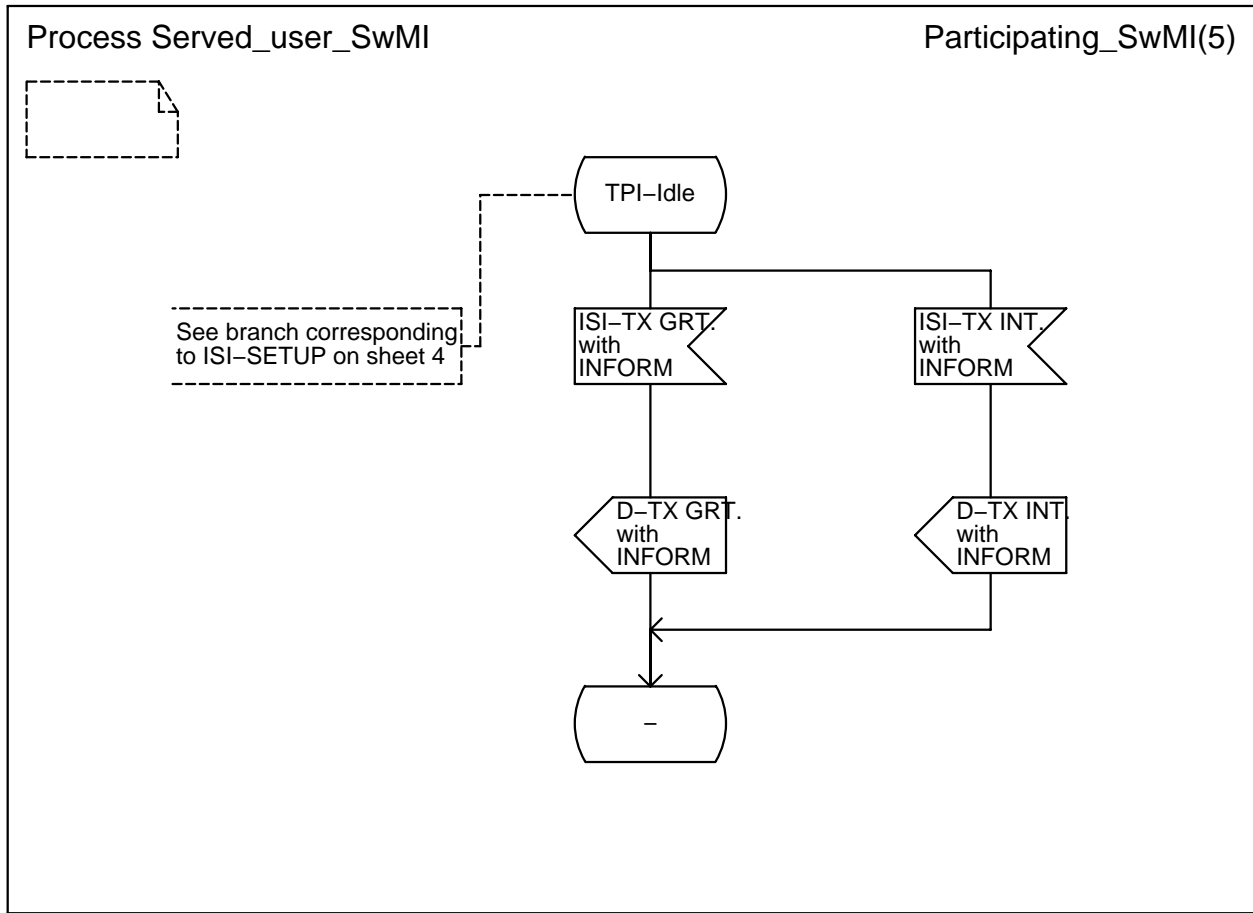 Process Served_user_SwMI
Participating_SwMI(5)
TPI−Idle
See branch corresponding
to ISI−SETUP on sheet 4
ISI−TX GRT.
with
INFORM
ISI−TX INT.
with
INFORM
D−TX GRT.
with
INFORM
D−TX INT.
with
INFORM
−